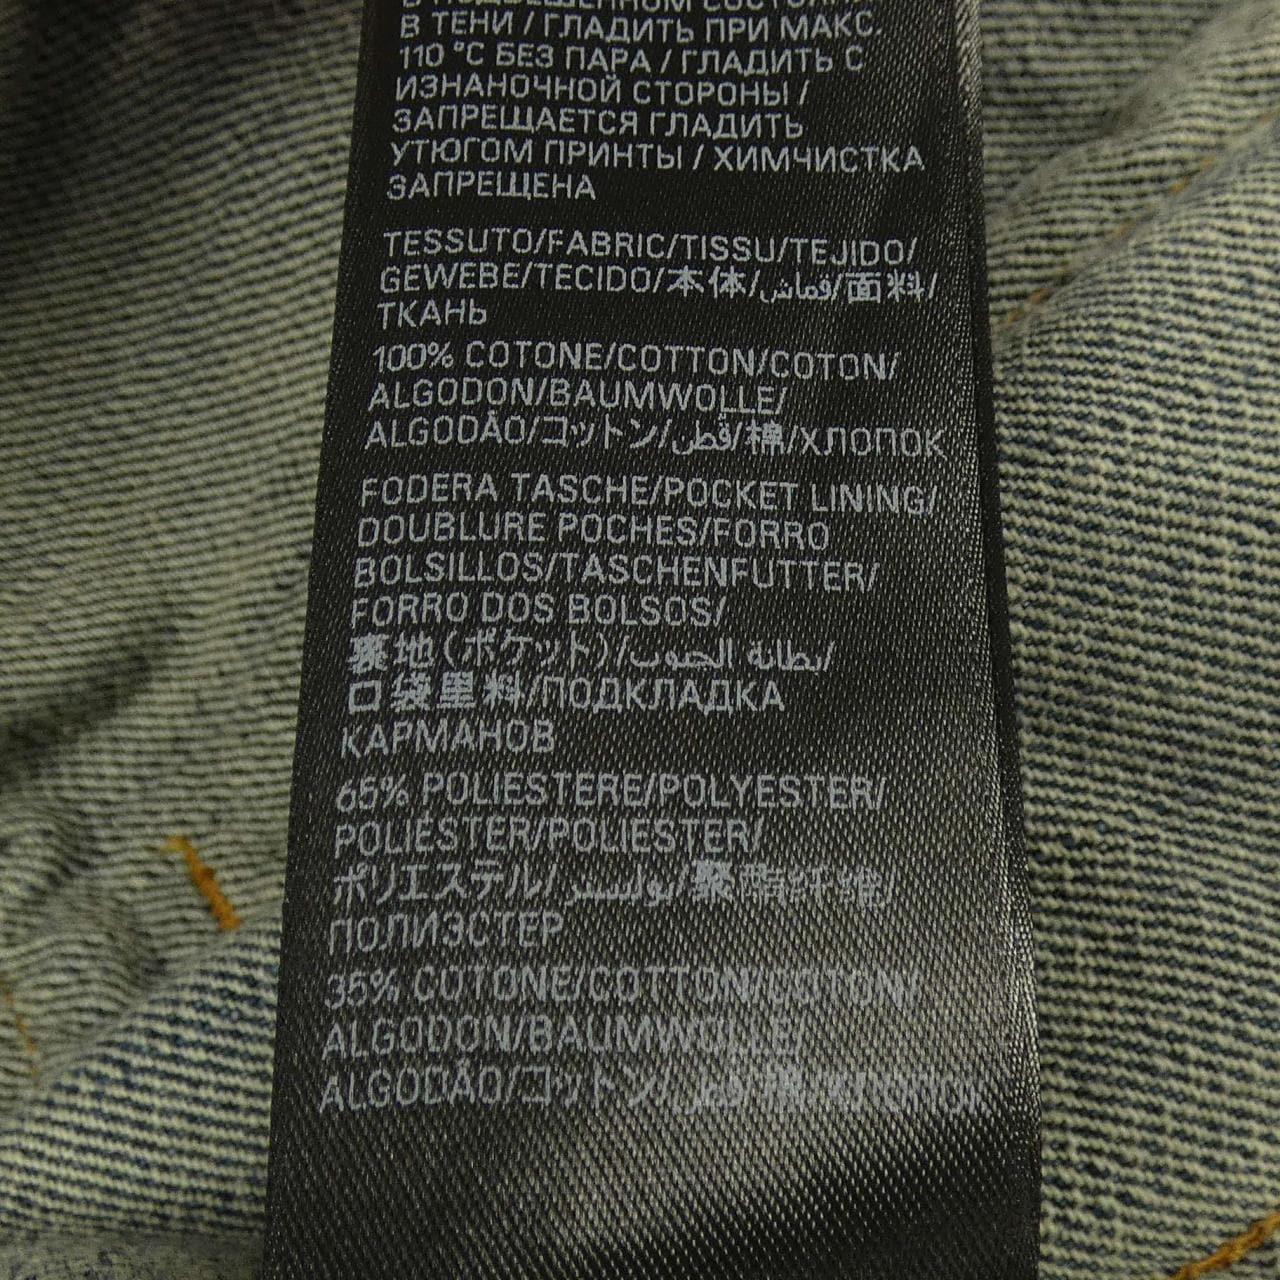 В ТЕНИ / ГЛАДИТЬ ПРИ МАКС.
110 °C БЕЗ ПАРА / ГЛАДИТЬ С
ИЗНАНОЧНОЙ СТОРОНЫ /
ЗАПРЕЩАЕТСЯ ГЛАДИТЬ
УТЮГОМ ПРИНТЫ / ХИМЧИСТКА
ЗАПРЕЩЕНА
TESSUTO/FABRIC/TISSU/TEJIDO/
GEWEBE/TECIDO/本体/قماش/面料/
ТКАНЬ
100% COTONE/COTTON/COTON/
ALGODON/BAUMWOLLE/
ALGODÃO/コットン/قطن/棉/ХЛОПОК
FODERA TASCHE/POCKET LINING/
DOUBLURE POCHES/FORRO
BOLSILLOS/TASCHENFUTTER/
FORRO DOS BOLSOS/
裏地(ポケット)/بطانة الجيوب/
口袋里料/ПОДКЛАДКА
КАРМАНОВ
65% POLIESTERE/POLYESTER/
POLIÉSTER/POLIESTER/
ポリエステル/بوليستر/聚酯纤维/
ПОЛИЭСТЕР
35% COTONE/COTTON/COTON/
ALGODON/BAUMWOLLE/
ALGODÃO/コットン/قطن/棉/